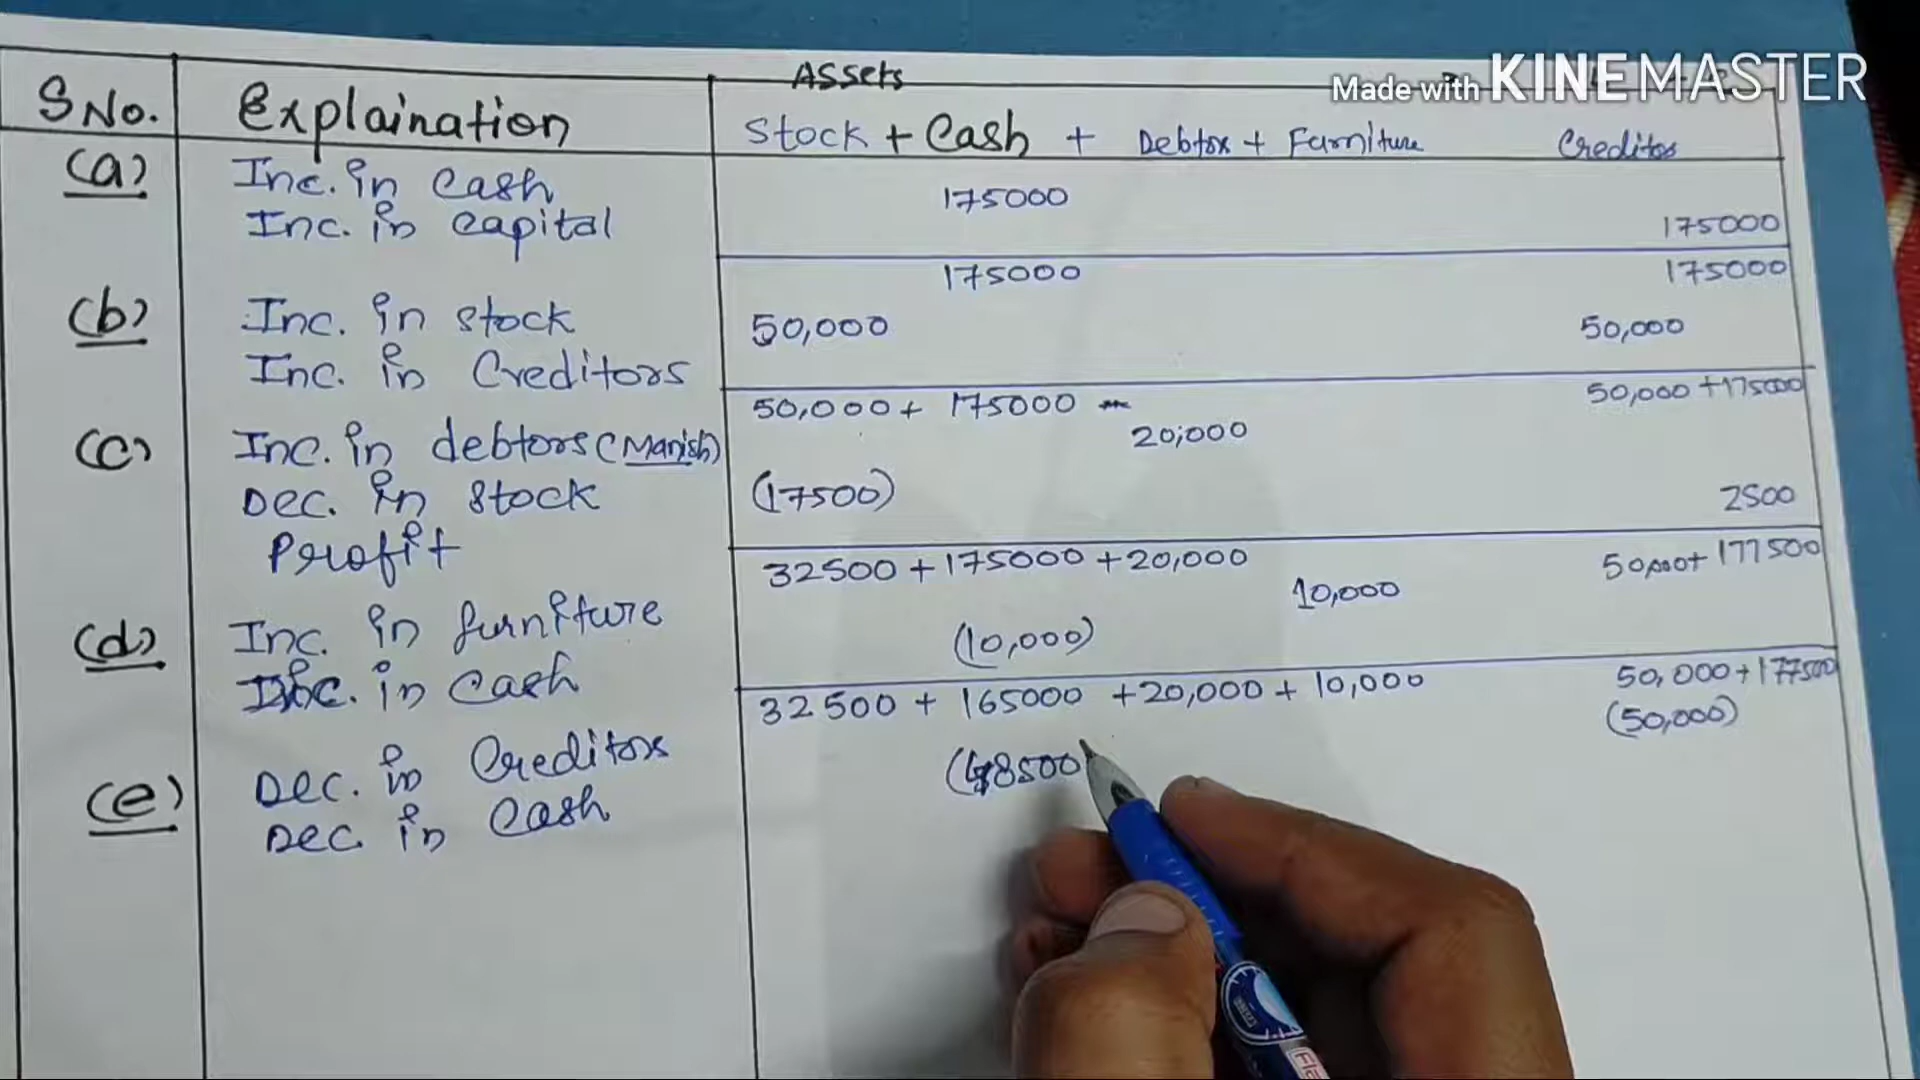 Assets
Made with KINEMASTER
S No. Explaination Stock + Cash + Debtors + Furniture Creditors
(a) Inc. in cash 175000
Inc. in capital 175000
175000 175000
(b) Inc. in stock 50,000 50,000
Inc. in Creditors
50,000 + 175000 50,000 + 175000
(c) Inc. in debtors (Manish) 20,000
Dec. in stock (17500) 2500
Profit
32500 + 175000 + 20,000 50,000 + 177500
(d) Inc. in furniture 10,000
Dec. in Cash (10,000)
32500 + 165000 + 20,000 + 10,000 50,000 + 177500
(50,000)
(e) Dec. in Creditors (48500)
Dec. in Cash